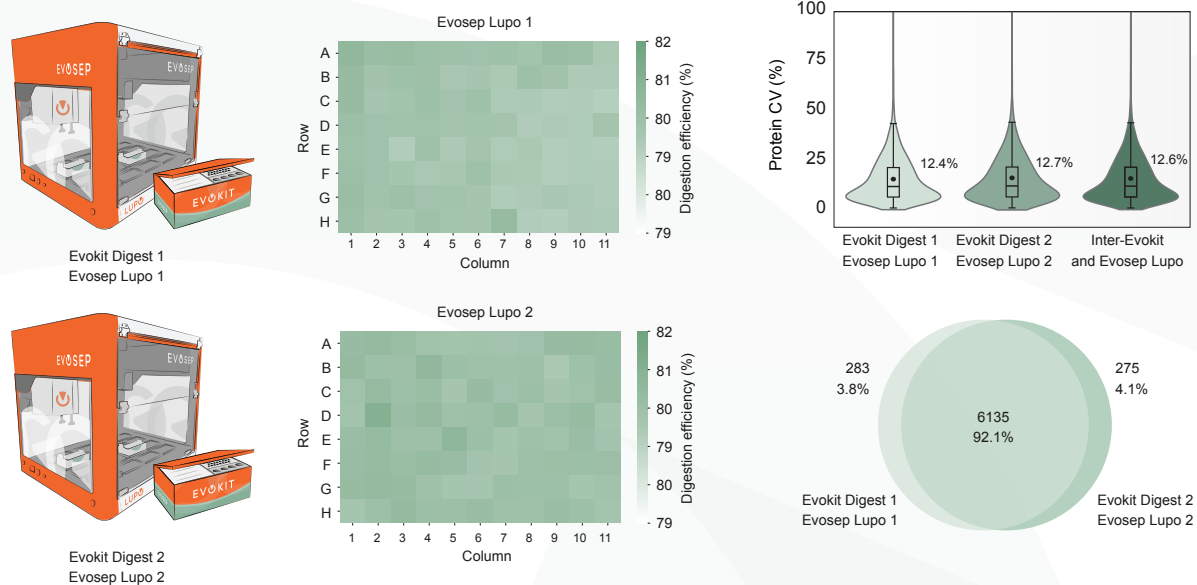 EVOSEP
EVOSEP
LUPO
EVOKIT
Evokit Digest 1
Evosep Lupo 1
Evosep Lupo 1
Row
A
B
C
D
E
F
G
H
1 2 3 4 5 6 7 8 9 10 11
Column
82
81
80
79
80
79
Digestion efficiency (%)
Protein CV (%)
100
75
50
25
0
12.4%
12.7%
12.6%
Evokit Digest 1
Evosep Lupo 1
Evokit Digest 2
Evosep Lupo 2
Inter-Evokit
and Evosep Lupo
EVOSEP
EVOSEP
LUPO
EVOKIT
Evokit Digest 2
Evosep Lupo 2
Evosep Lupo 2
Row
A
B
C
D
E
F
G
H
1 2 3 4 5 6 7 8 9 10 11
Column
82
81
80
79
80
79
Digestion efficiency (%)
283
3.8%
6135
92.1%
275
4.1%
Evokit Digest 1
Evosep Lupo 1
Evokit Digest 2
Evosep Lupo 2